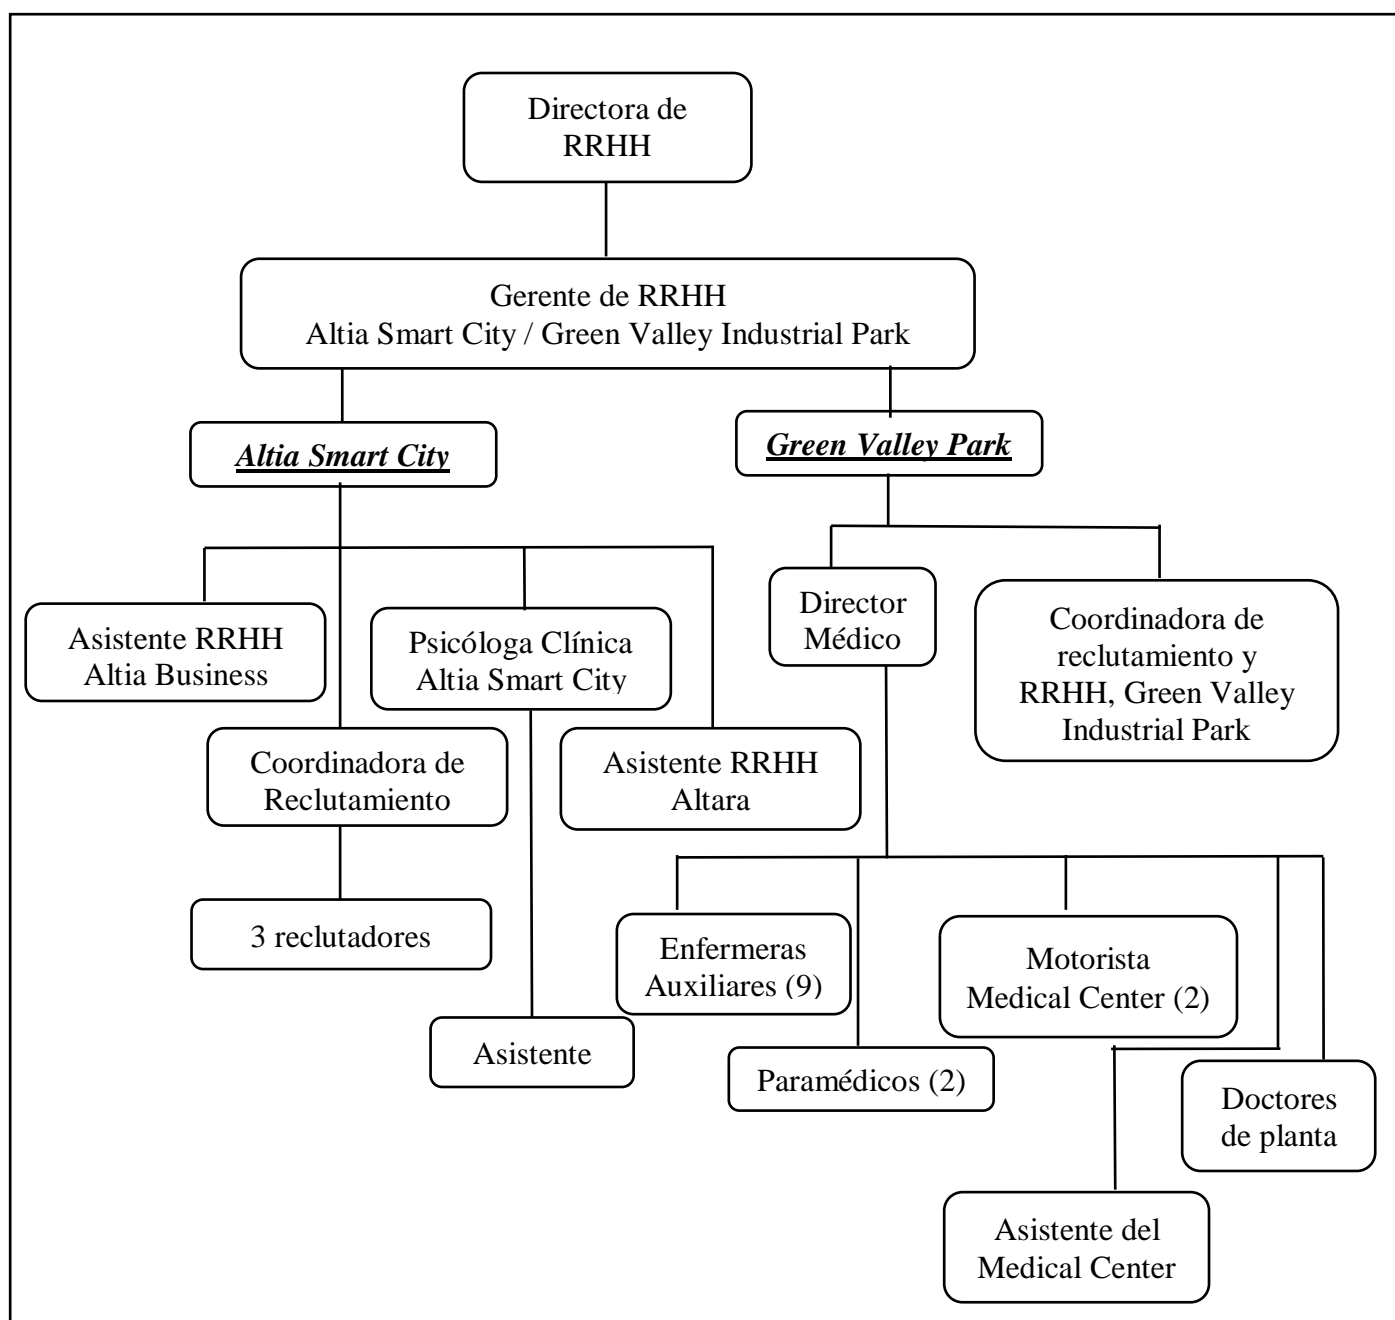 Directora de
RRHH
Gerente de RRHH
Altia Smart City / Green Valley Industrial Park
Altia Smart City
Green Valley Park
Asistente RRHH
Altia Business
Psicóloga Clínica
Altia Smart City
Director
Médico
Coordinadora de
reclutamiento y
RRHH, Green Valley
Industrial Park
Coordinadora de
Reclutamiento
Asistente RRHH
Altara
3 reclutadores
Enfermeras
Auxiliares (9)
Motorista
Medical Center (2)
Asistente
Paramédicos (2)
Doctores
de planta
Asistente del
Medical Center